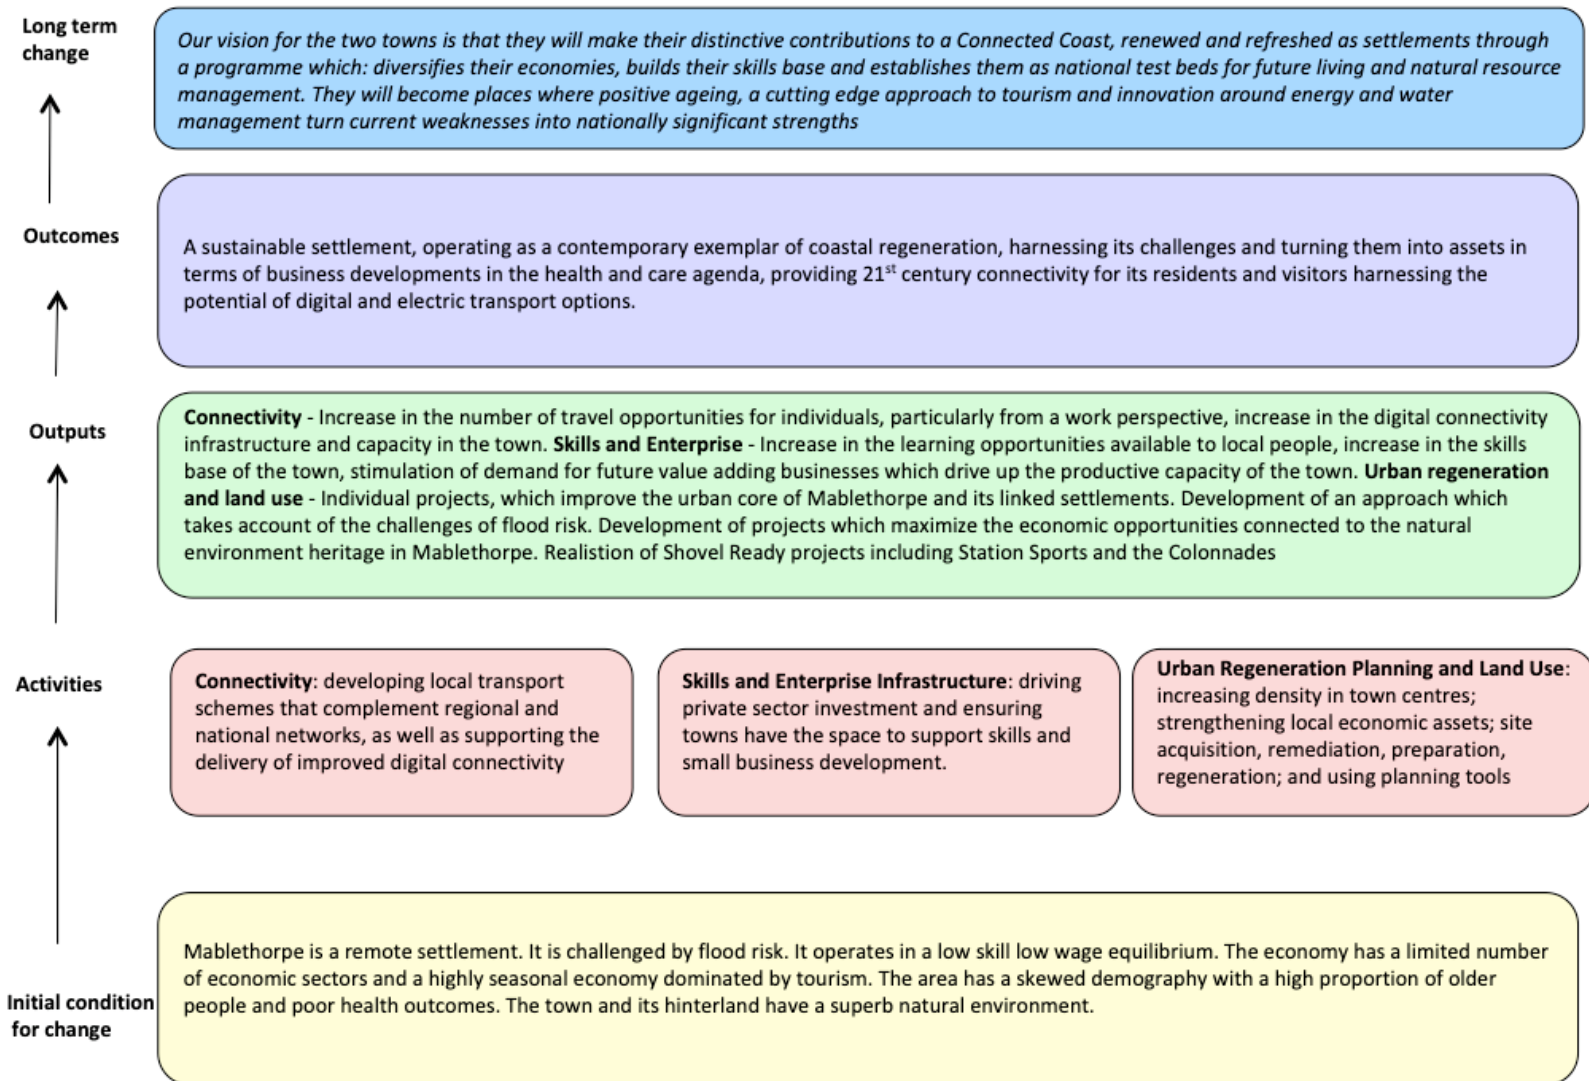 Long term
change
Our vision for the two towns is that they will make their distinctive contributions to a Connected Coast, renewed and refreshed as settlements through
a programme which: diversifies their economies, builds their skills base and establishes them as national test beds for future living and natural resource
management. They will become places where positive ageing, a cutting edge approach to tourism and innovation around energy and water
management turn current weaknesses into nationally significant strengths
Outcomes
A sustainable settlement, operating as a contemporary exemplar of coastal regeneration, harnessing its challenges and turning them into assets in
terms of business developments in the health and care agenda, providing 21st century connectivity for its residents and visitors harnessing the
potential of digital and electric transport options.
Outputs
Connectivity - Increase in the number of travel opportunities for individuals, particularly from a work perspective, increase in the digital connectivity
infrastructure and capacity in the town. Skills and Enterprise - Increase in the learning opportunities available to local people, increase in the skills
base of the town, stimulation of demand for future value adding businesses which drive up the productive capacity of the town. Urban regeneration
and land use - Individual projects, which improve the urban core of Mablethorpe and its linked settlements. Development of an approach which
takes account of the challenges of flood risk. Development of projects which maximize the economic opportunities connected to the natural
environment heritage in Mablethorpe. Realistion of Shovel Ready projects including Station Sports and the Colonnades
Activities
Connectivity: developing local transport
schemes that complement regional and
national networks, as well as supporting the
delivery of improved digital connectivity
Skills and Enterprise Infrastructure: driving
private sector investment and ensuring
towns have the space to support skills and
small business development.
Urban Regeneration Planning and Land Use:
increasing density in town centres;
strengthening local economic assets; site
acquisition, remediation, preparation,
regeneration; and using planning tools
Initial condition
for change
Mablethorpe is a remote settlement. It is challenged by flood risk. It operates in a low skill low wage equilibrium. The economy has a limited number
of economic sectors and a highly seasonal economy dominated by tourism. The area has a skewed demography with a high proportion of older
people and poor health outcomes. The town and its hinterland have a superb natural environment.